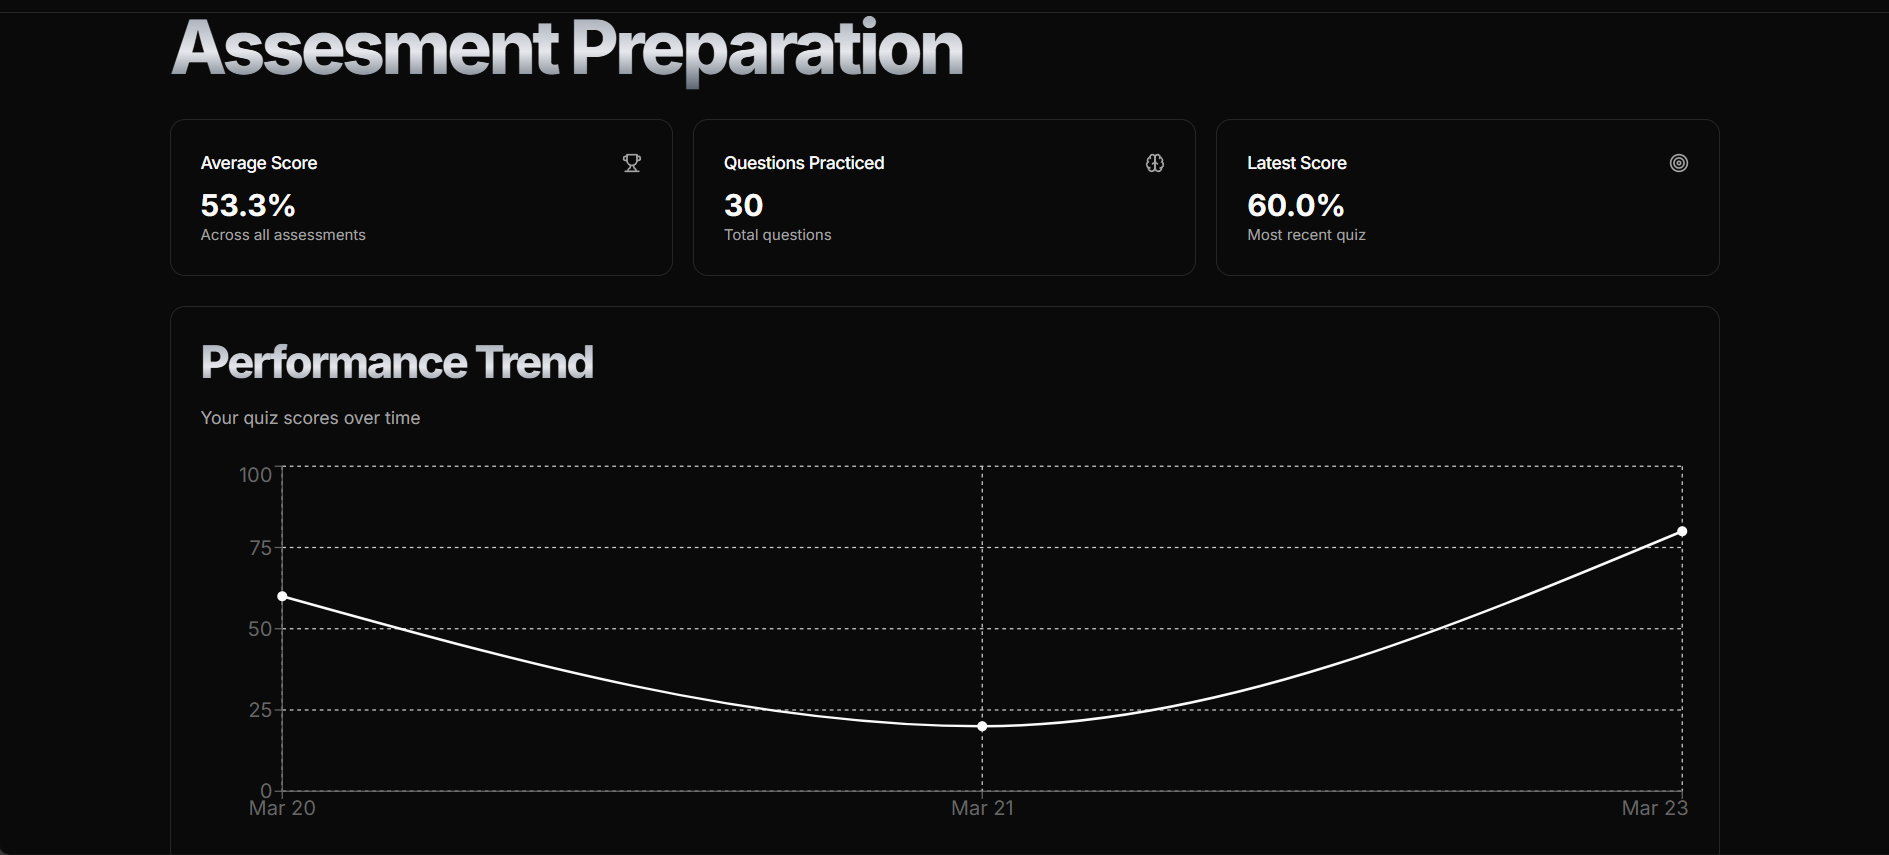 Assesment Preparation
Average Score
53.3%
Across all assessments
Questions Practiced
30
Total questions
Latest Score
60.0%
Most recent quiz
Performance Trend
Your quiz scores over time
100
75
50
25
0
Mar 20
Mar 21
Mar 23